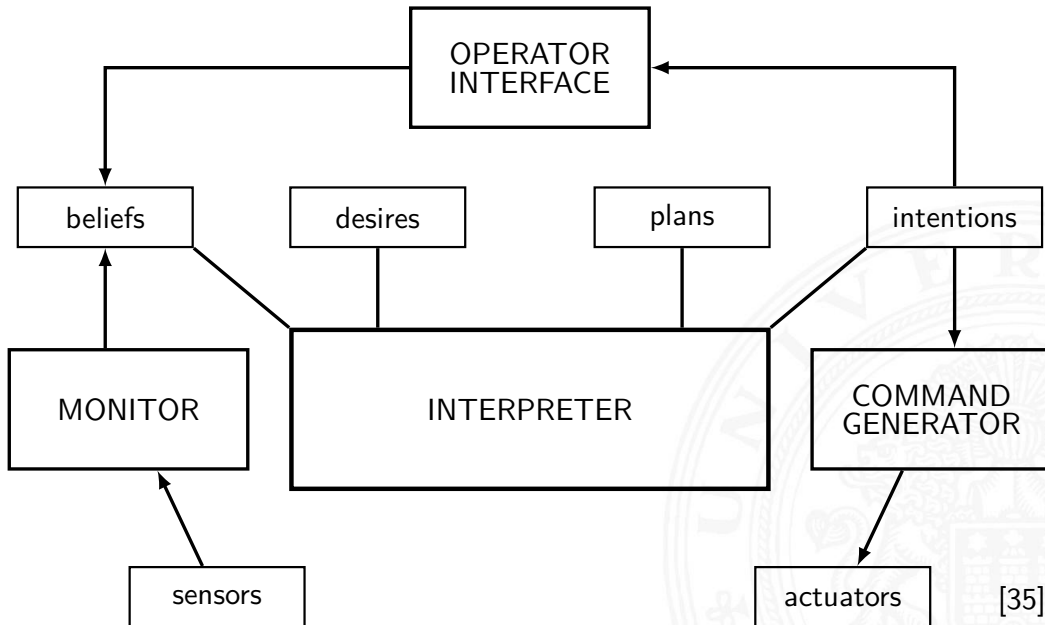 OPERATOR
INTERFACE
beliefs
desires
plans
intentions
MONITOR
INTERPRETER
COMMAND
GENERATOR
sensors
actuators
[35]
U N I V E R